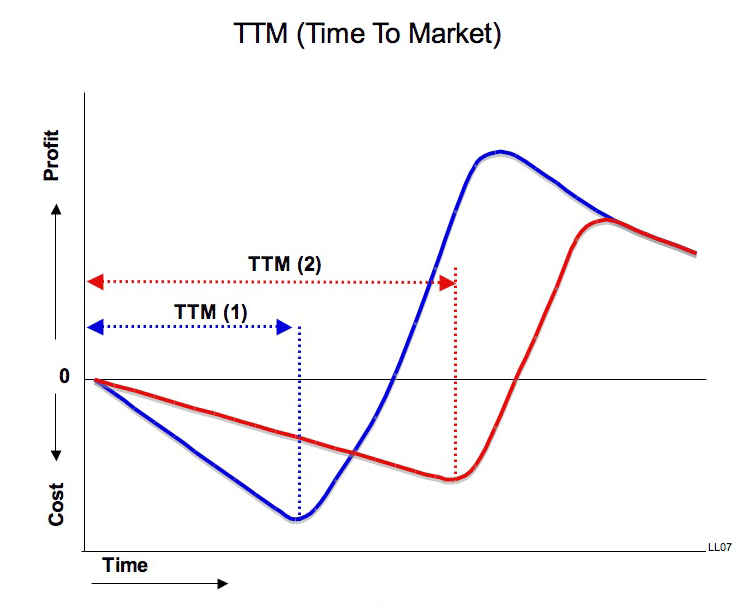 TTM (Time To Market)
Profit
TTM (2)
TTM (1)
0
Cost
LL07
Time